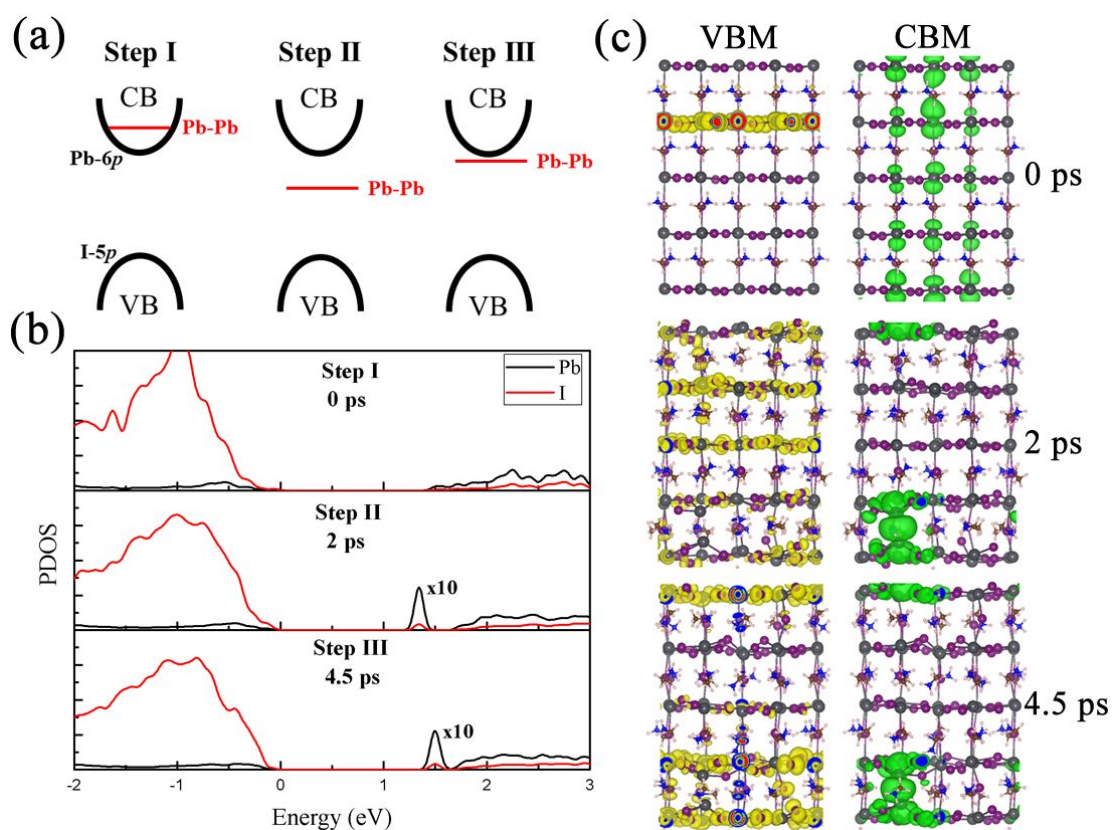 (a)
Step I
Step II
Step III
CB
CB
CB
Pb-Pb
Pb-6p
Pb-Pb
Pb-Pb
I-5p
VB
VB
VB
(b)
PDOS
Step I
0 ps
Pb
I
Step II
2 ps
x10
Step III
4.5 ps
x10
-2 -1 0 1 2 3
Energy (eV)
(c)
VBM
CBM
0 ps
2 ps
4.5 ps